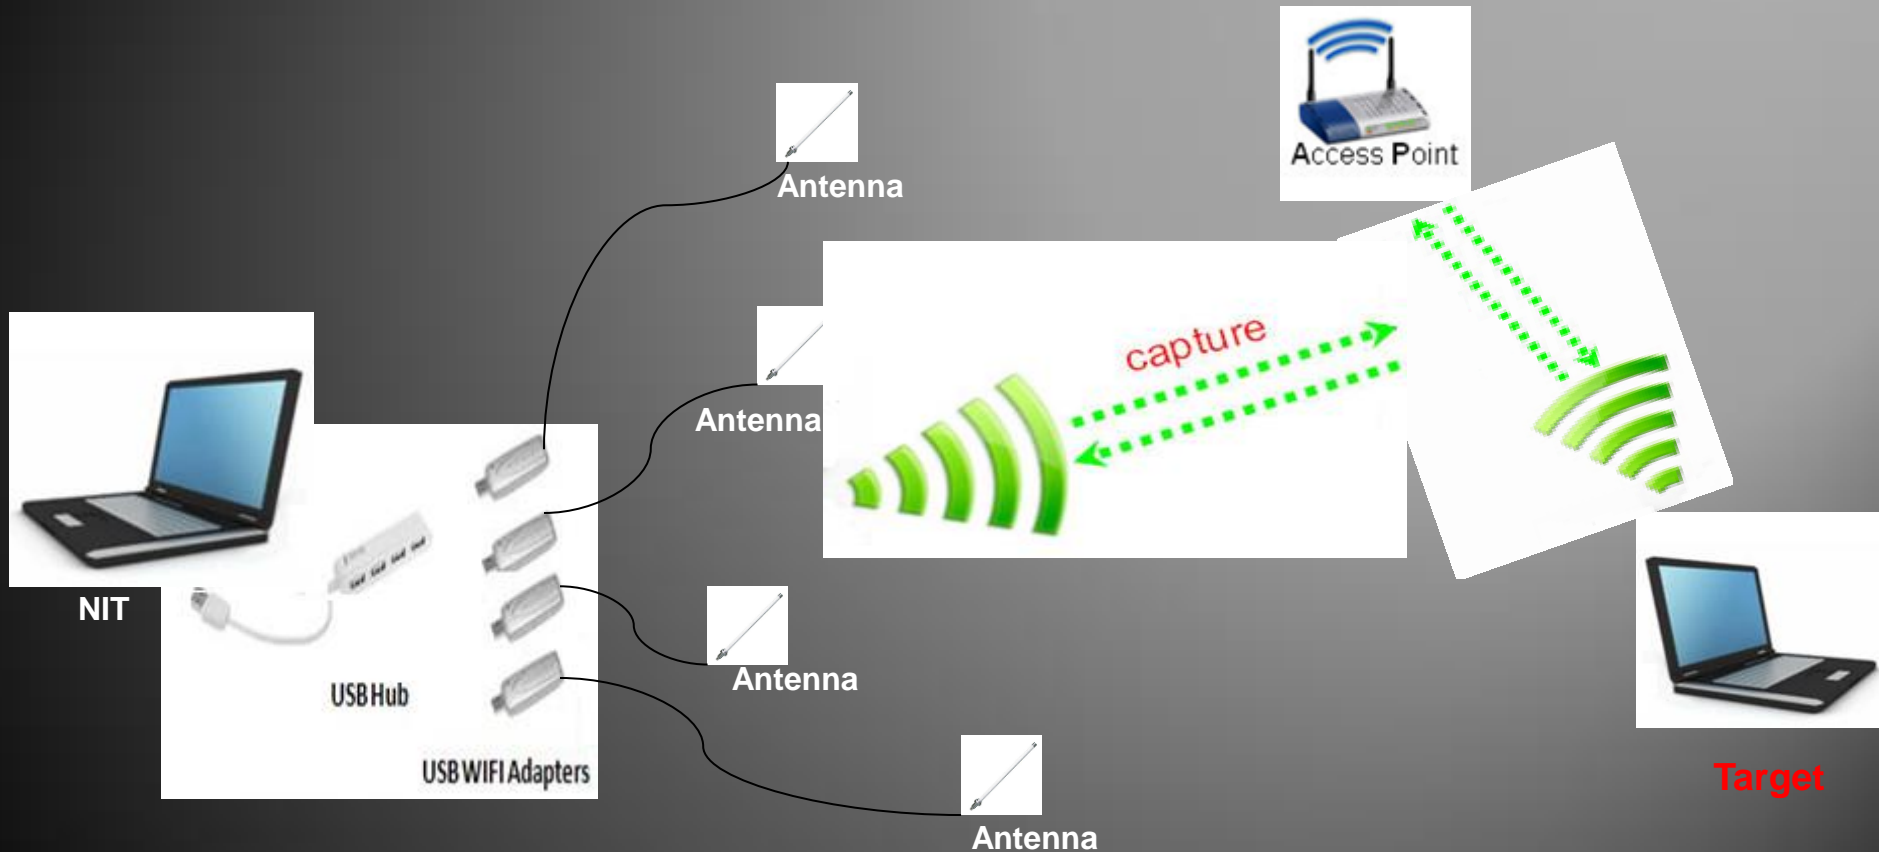 Access Point
Antenna
capture
Antenna
NIT
USB Hub
Antenna
USB WIFI Adapters
Target
Antenna